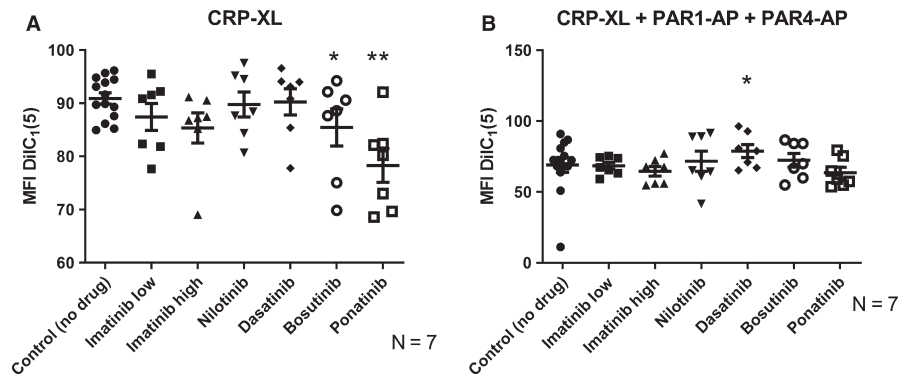 A
CRP-XL
MFI DiIC1(5)
100
90
80
70
60
*
**
Control (no drug)
Imatinib low
Imatinib high
Nilotinib
Dasatinib
Bosutinib
Ponatinib
N = 7
B
CRP-XL + PAR1-AP + PAR4-AP
MFI DiIC1(5)
150
100
50
0
*
Control (no drug)
Imatinib low
Imatinib high
Nilotinib
Dasatinib
Bosutinib
Ponatinib
N = 7